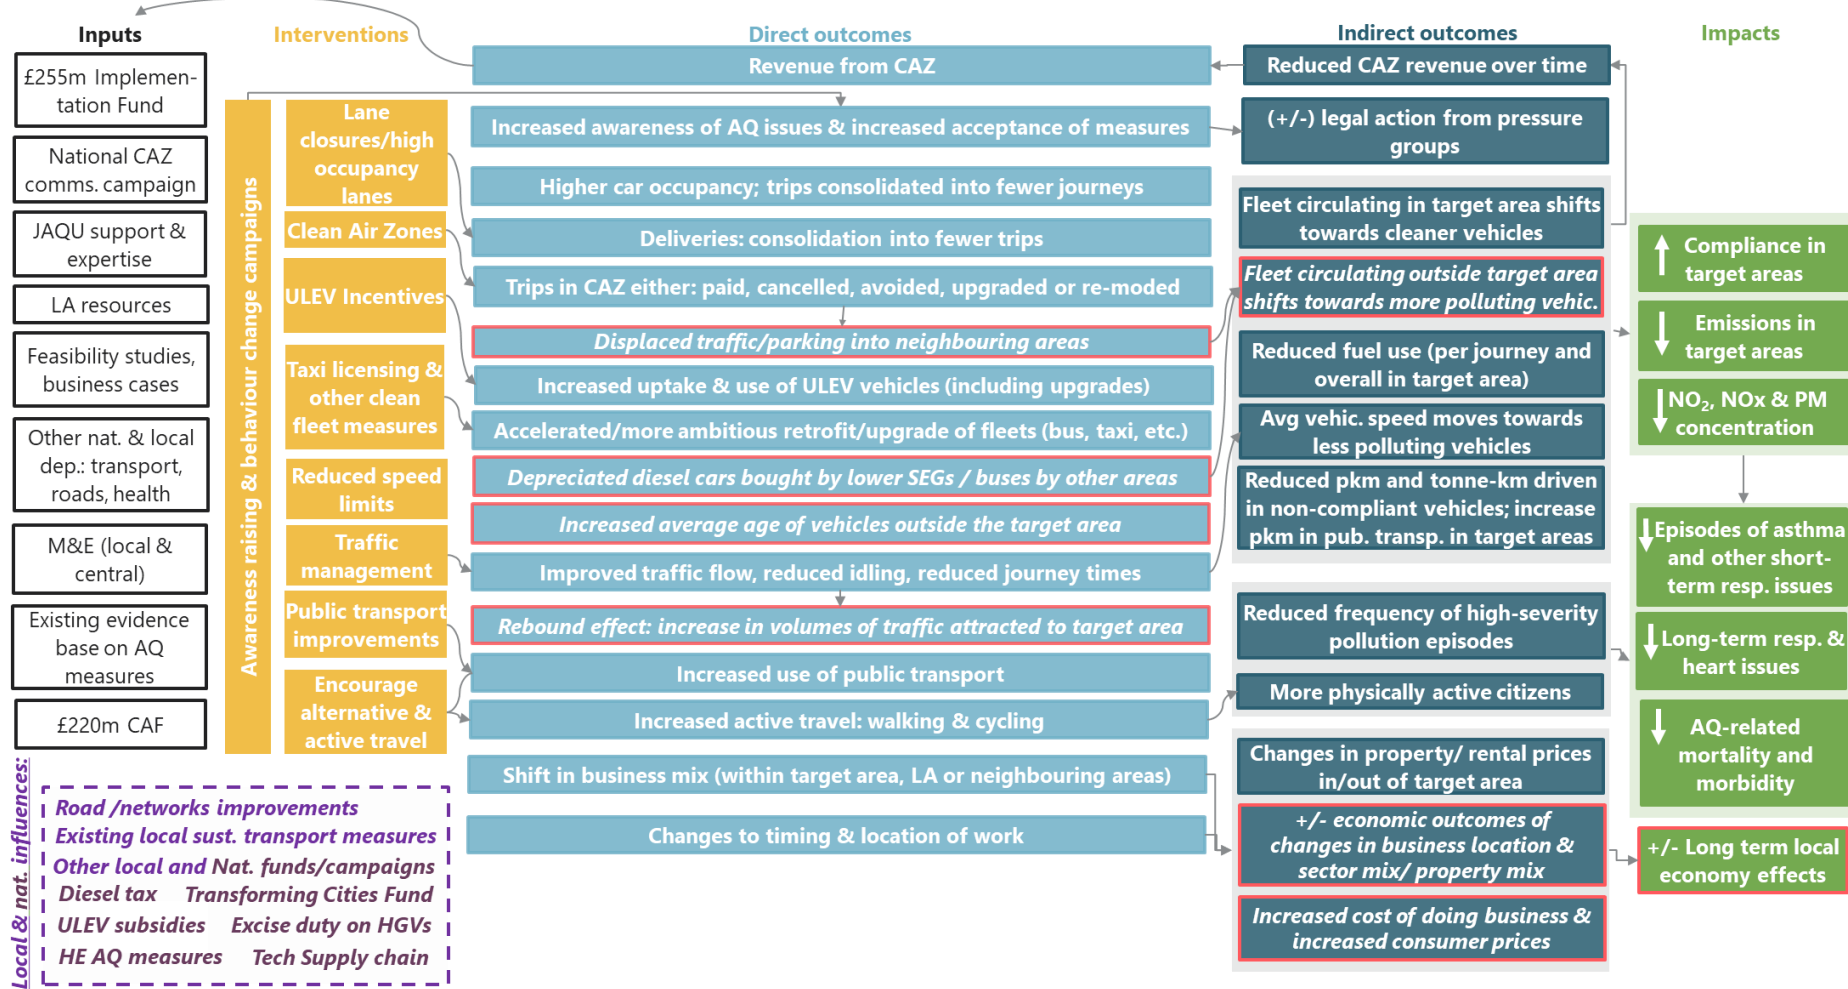 Inputs
£255m Implemen-
tation Fund
National CAZ
comms. campaign
JAQU support &
expertise
LA resources
Feasibility studies,
business cases
Other nat. & local
dep.: transport,
roads, health
M&E (local &
central)
Existing evidence
base on AQ
measures
£220m CAF
Interventions
Awareness raising & behaviour change campaigns
Lane
closures/high
occupancy
lanes
Clean Air Zones
ULEV Incentives
Taxi licensing &
other clean
fleet measures
Reduced speed
limits
Traffic
management
Public transport
improvements
Encourage
alternative &
active travel
Direct outcomes
Revenue from CAZ
Increased awareness of AQ issues & increased acceptance of measures
Higher car occupancy; trips consolidated into fewer journeys
Deliveries: consolidation into fewer trips
Trips in CAZ either: paid, cancelled, avoided, upgraded or re-moded
Displaced traffic/parking into neighbouring areas
Increased uptake & use of ULEV vehicles (including upgrades)
Accelerated/more ambitious retrofit/upgrade of fleets (bus, taxi, etc.)
Depreciated diesel cars bought by lower SEGs / buses by other areas
Increased average age of vehicles outside the target area
Improved traffic flow, reduced idling, reduced journey times
Rebound effect: increase in volumes of traffic attracted to target area
Increased use of public transport
Increased active travel: walking & cycling
Shift in business mix (within target area, LA or neighbouring areas)
Changes to timing & location of work
Indirect outcomes
Reduced CAZ revenue over time
(+/-) legal action from pressure
groups
Fleet circulating in target area shifts
towards cleaner vehicles
Fleet circulating outside target area
shifts towards more polluting vehic.
Reduced fuel use (per journey and
overall in target area)
Avg vehic. speed moves towards
less polluting vehicles
Reduced pkm and tonne-km driven
in non-compliant vehicles; increase
pkm in pub. transp. in target areas
Reduced frequency of high-severity
pollution episodes
More physically active citizens
Changes in property/ rental prices
in/out of target area
+/- economic outcomes of
changes in business location &
sector mix/ property mix
Increased cost of doing business &
increased consumer prices
Impacts
Compliance in
target areas
Emissions in
target areas
NO₂, NOx & PM
concentration
Episodes of asthma
and other short-
term resp. issues
Long-term resp. &
heart issues
AQ-related
mortality and
morbidity
+/- Long term local
economy effects
Local & nat. influences:
Road /networks improvements
Existing local sust. transport measures
Other local and Nat. funds/campaigns
Diesel tax Transforming Cities Fund
ULEV subsidies Excise duty on HGVs
HE AQ measures Tech Supply chain